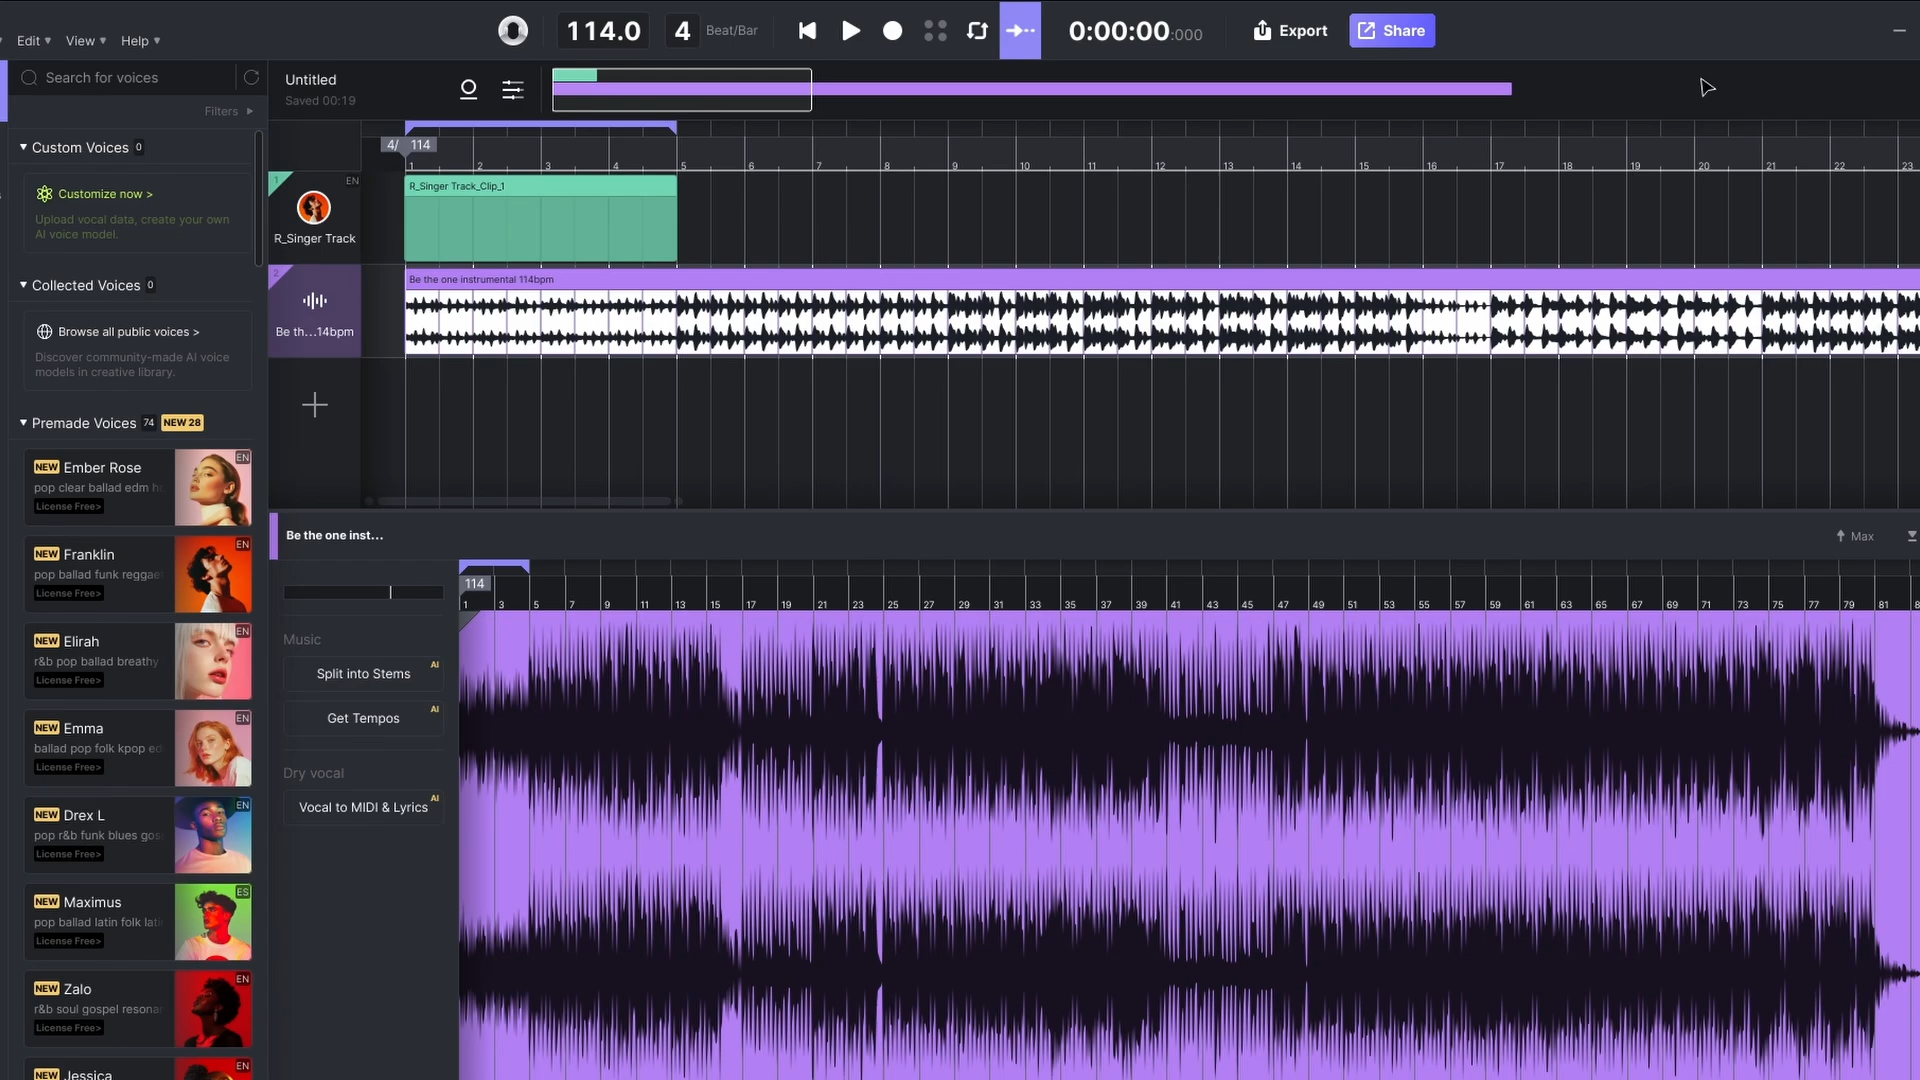 Edit View Help
114.0 4 Beat/Bar 0:00:00:000 Export Share
Search for voices
Filters
Custom Voices 0
Customize now >
Upload vocal data, create your own
AI voice model.
Collected Voices 0
Browse all public voices >
Discover community-made AI voice
models in creative library.
Premade Voices 74 NEW 28
NEW Ember Rose EN
pop clear ballad edm
License Free>
NEW Franklin EN
pop ballad funk reggae
License Free>
NEW Elirah EN
r&b pop ballad breathy
License Free>
NEW Emma EN
ballad pop folk kpop
License Free>
NEW Drex L EN
pop r&b funk blues
License Free>
NEW Maximus ES
pop ballad latin folk
License Free>
NEW Zalo EN
r&b soul gospel
License Free>
NEW Jessica EN
Untitled
Saved 00:19
4/ 114
1 2 3 4 5 6 7 8 9 10 11 12 13 14 15 16 17 18 19 20 21 22 23
1 EN
R_Singer Track
R_Singer Track_Clip_1
2
Be th...14bpm
Be the one instrumental 114bpm
Be the one inst...
Max
114
1 3 5 7 9 11 13 15 17 19 21 23 25 27 29 31 33 35 37 39 41 43 45 47 49 51 53 55 57 59 61 63 65 67 69 71 73 75 77 79 81
Music
Split into Stems AI
Get Tempos AI
Dry vocal
Vocal to MIDI & Lyrics AI